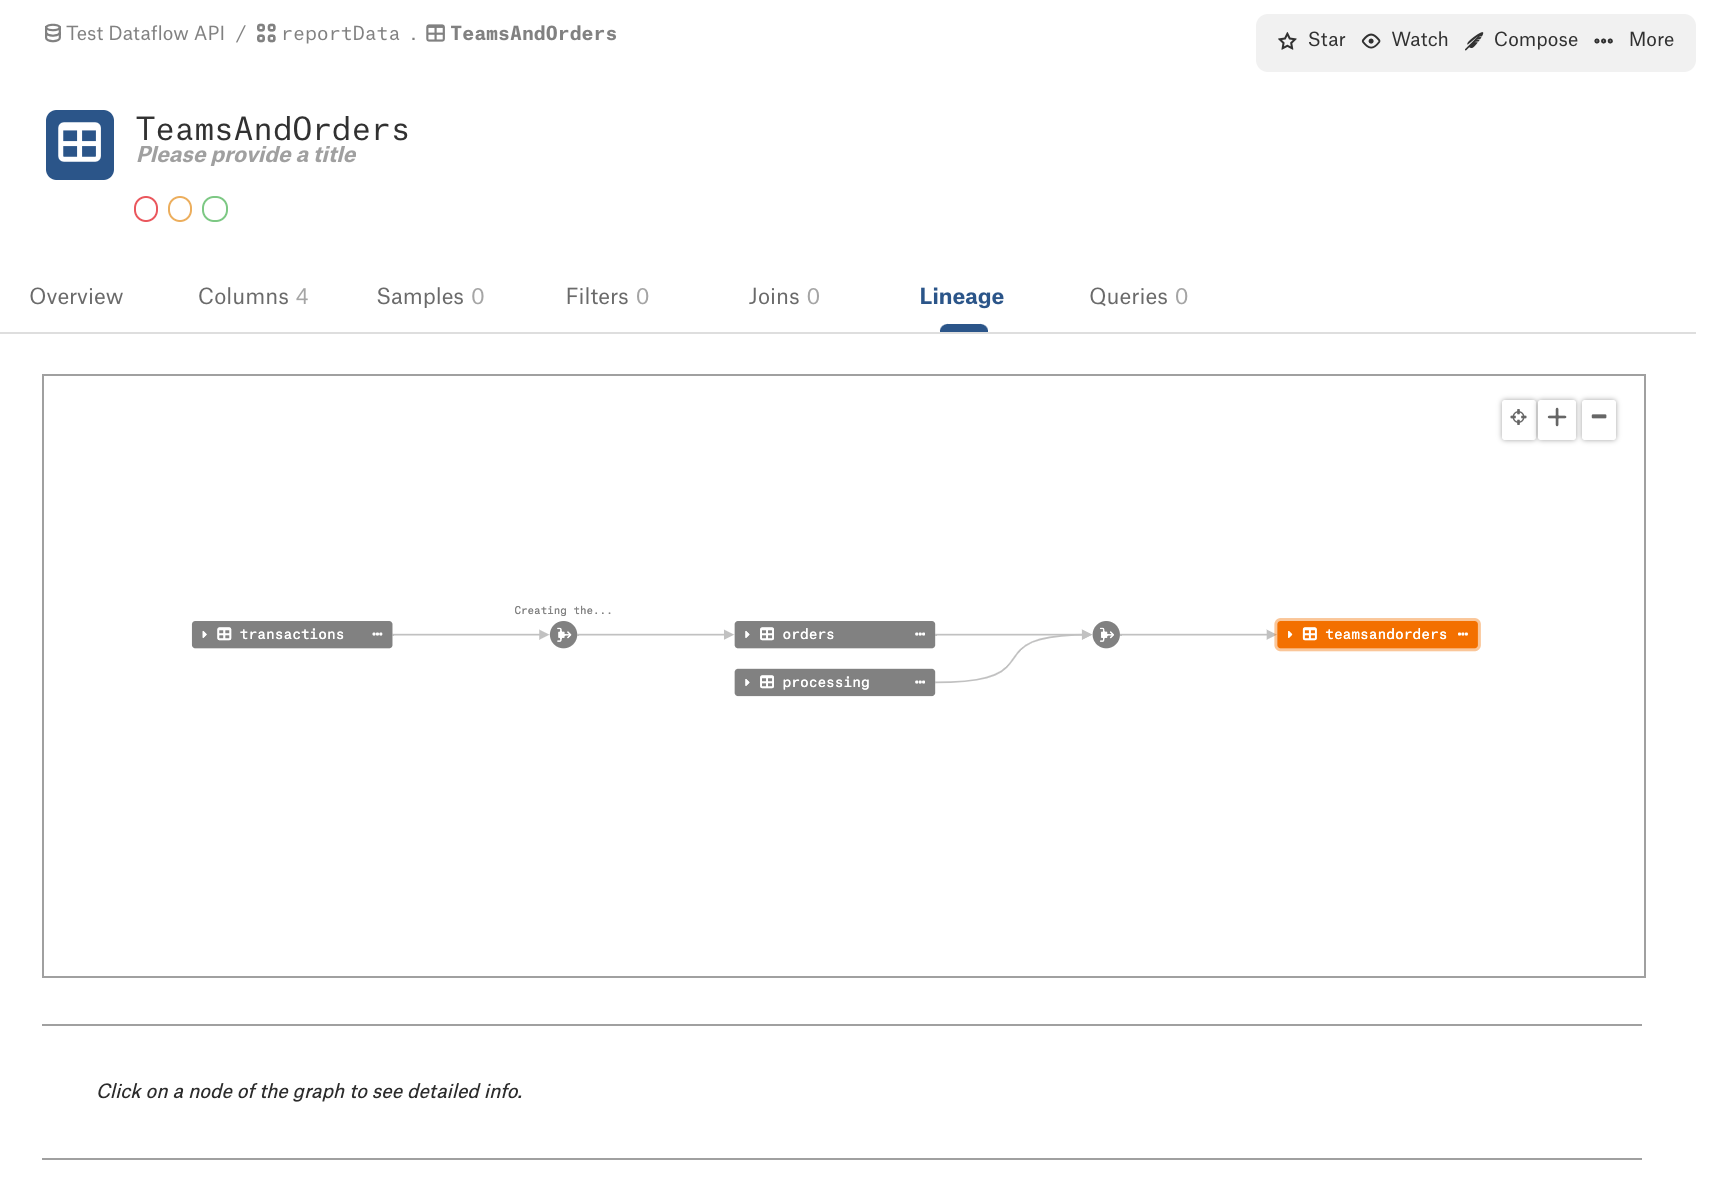 Test Dataflow API / reportData . TeamsAndOrders
Star Watch Compose More
TeamsAndOrders
Please provide a title
Overview Columns 4 Samples 0 Filters 0 Joins 0 Lineage Queries 0
Creating the...
transactions orders teamsandorders
processing
Click on a node of the graph to see detailed info.